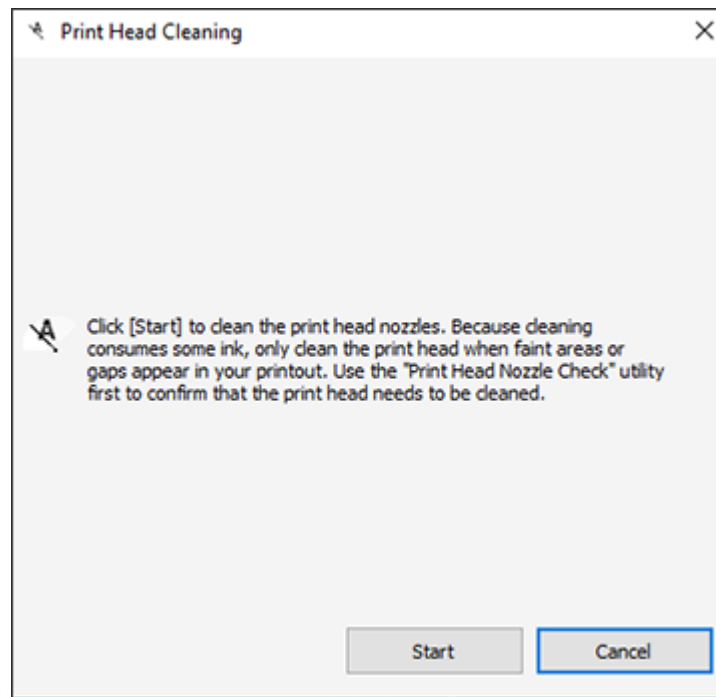 Print Head Cleaning
Click [Start] to clean the print head nozzles. Because cleaning
consumes some ink, only clean the print head when faint areas or
gaps appear in your printout. Use the "Print Head Nozzle Check" utility
first to confirm that the print head needs to be cleaned.
Start
Cancel